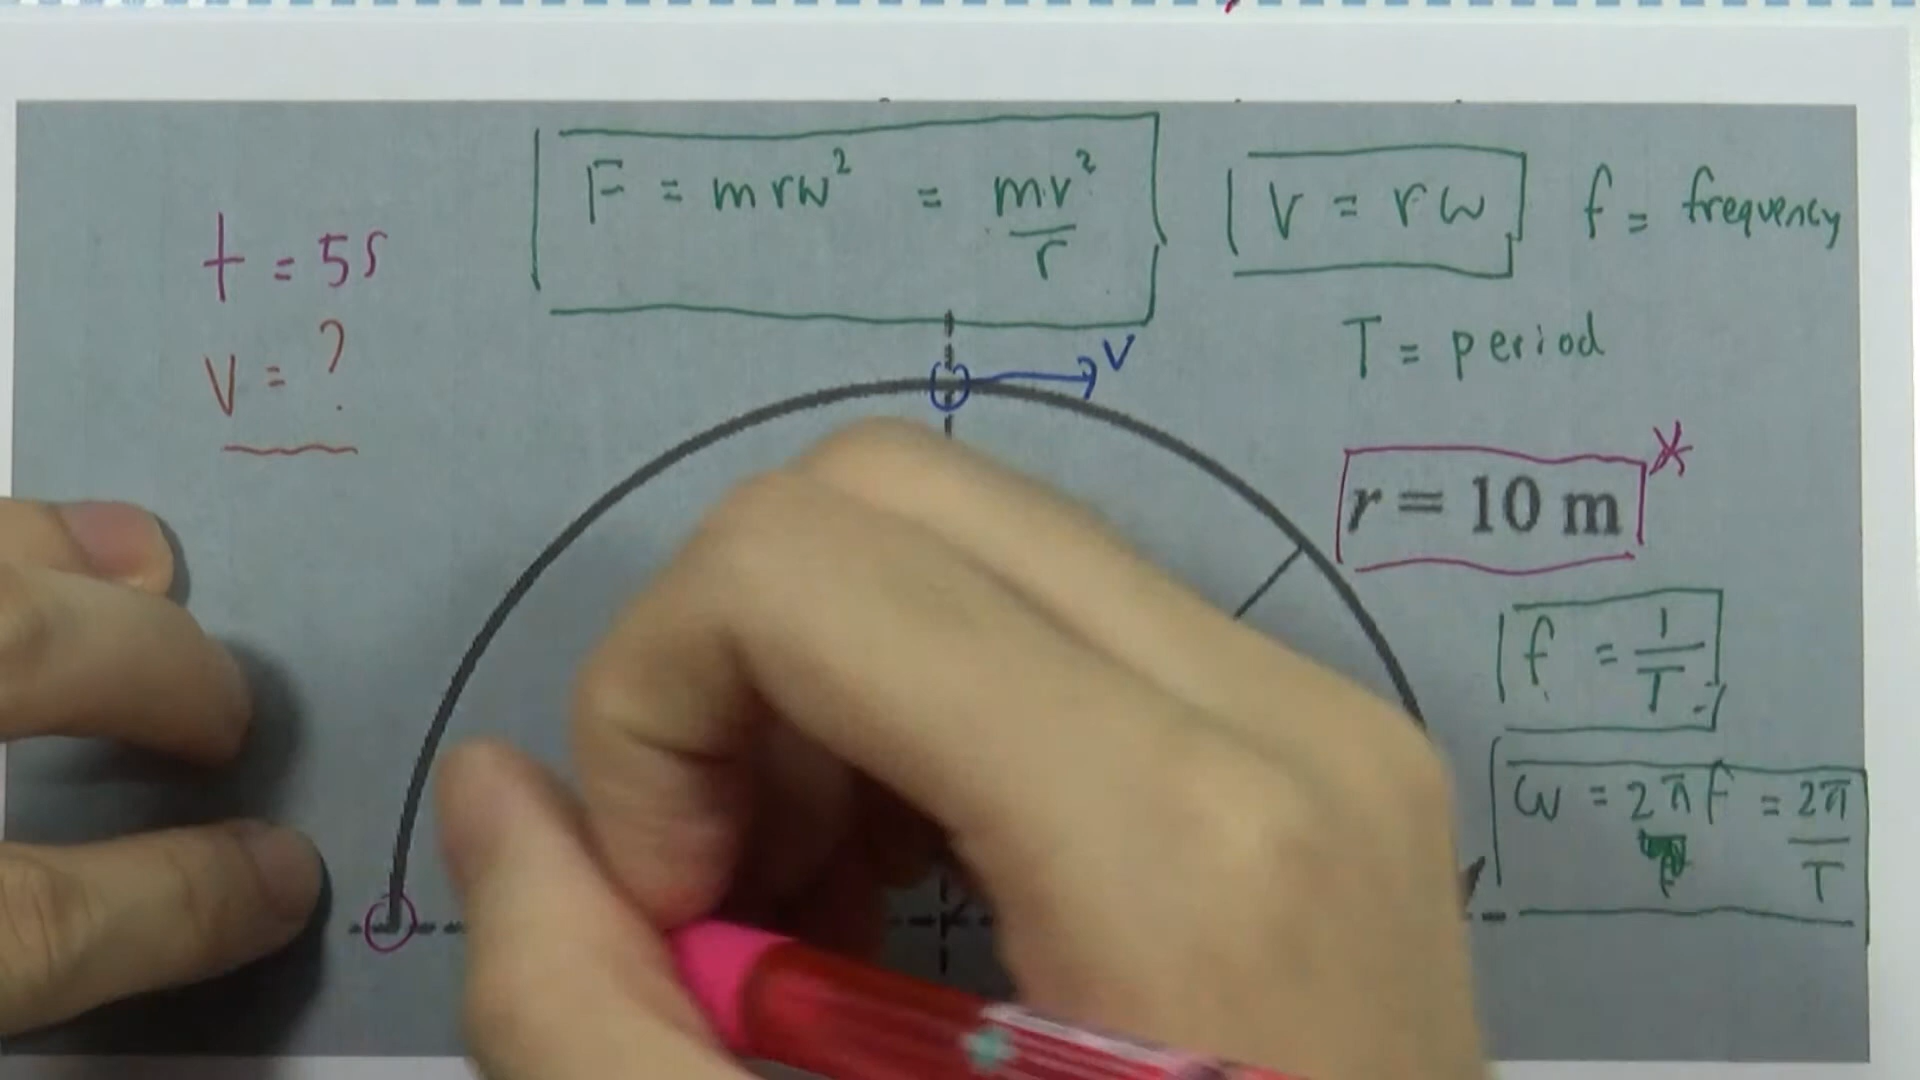 t = 5s
V = ?
F = mrω² = mv²/r
V = rω
f = frequency
T = period
V
r = 10 m *
f = 1/T
ω = 2πf = 2π/T